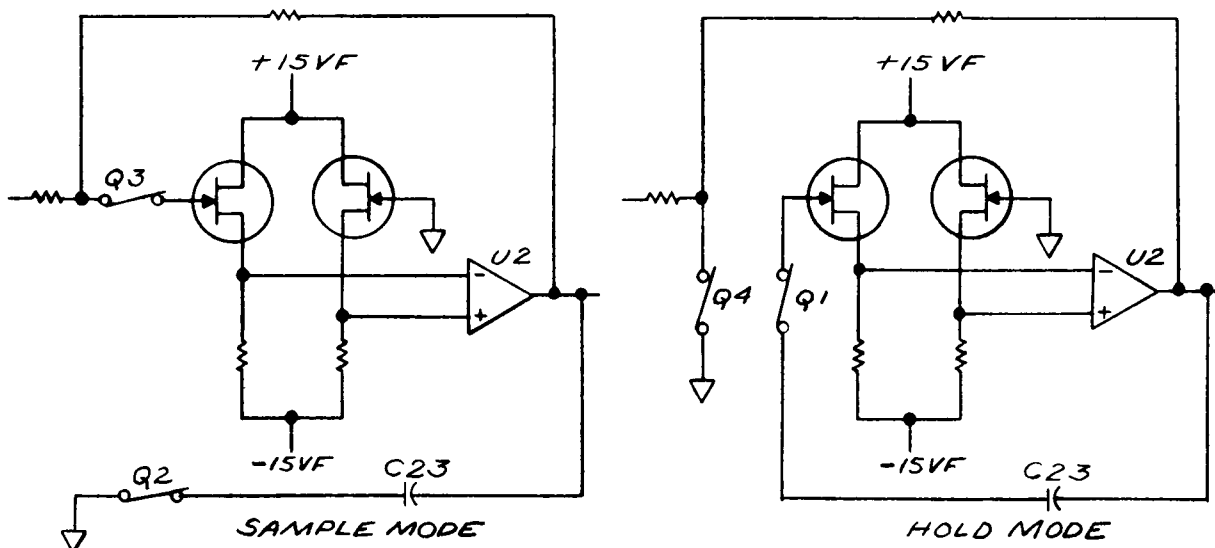 +15VF
Q3
U2
-
+
-15VF
Q2
C23
SAMPLE MODE
+15VF
Q4
Q1
U2
-
+
-15VF
C23
HOLD MODE